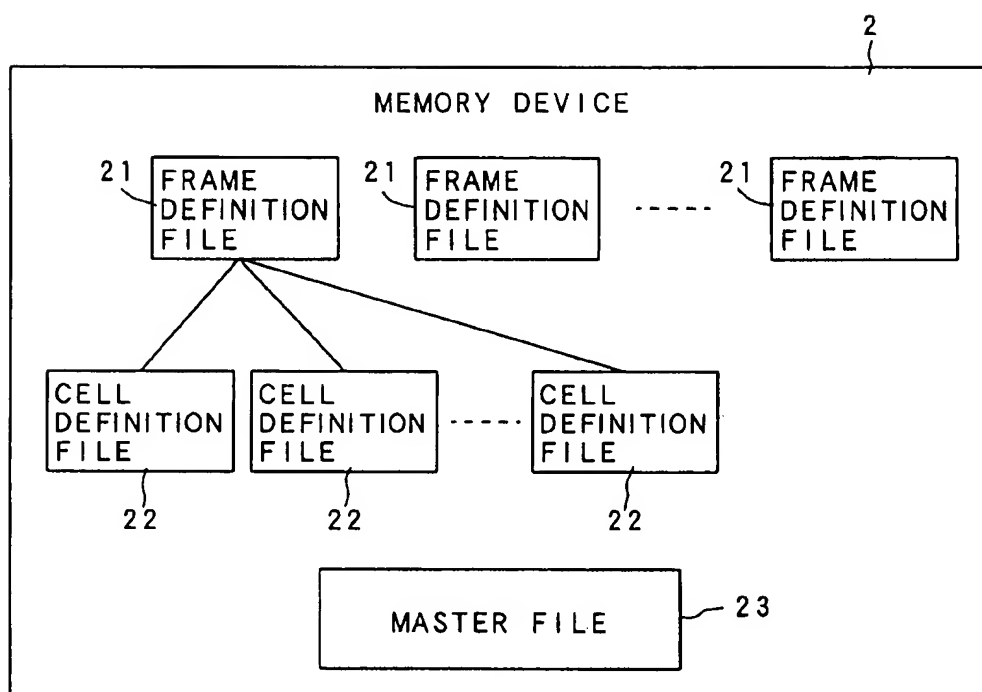 2
MEMORY DEVICE
21
FRAME
DEFINITION
FILE
21
FRAME
DEFINITION
FILE
21
FRAME
DEFINITION
FILE
CELL
DEFINITION
FILE
22
CELL
DEFINITION
FILE
22
CELL
DEFINITION
FILE
22
MASTER FILE
23